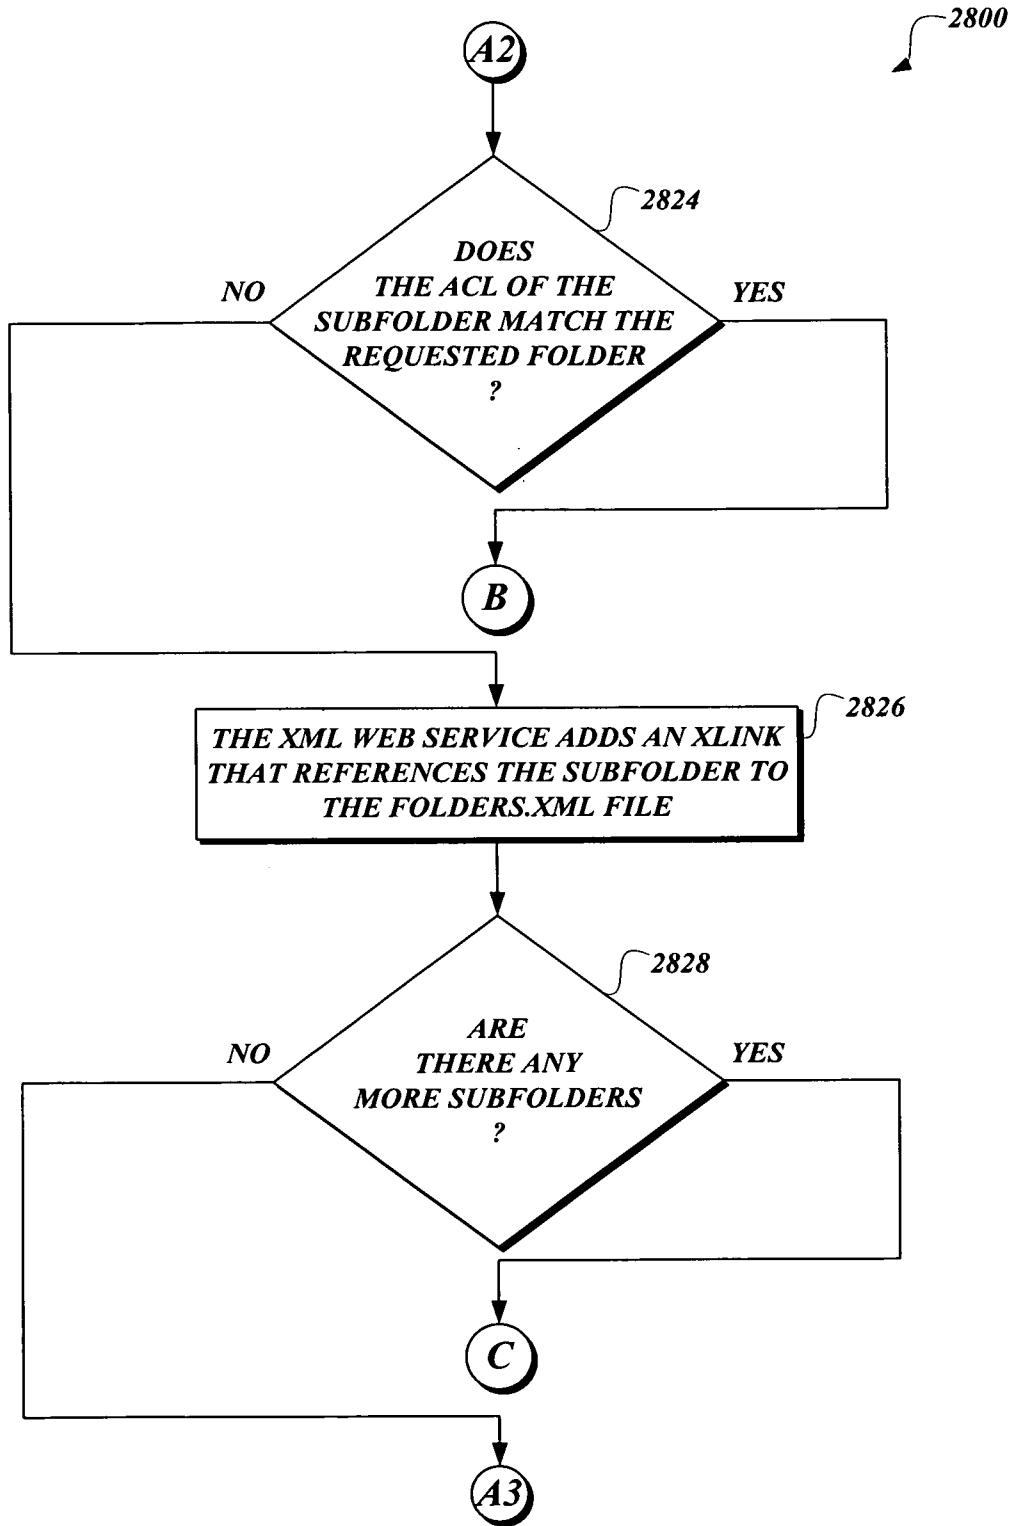 2800
A2
2824
DOES
THE ACL OF THE
SUBFOLDER MATCH THE
REQUESTED FOLDER
?
NO
YES
B
2826
THE XML WEB SERVICE ADDS AN XLINK
THAT REFERENCES THE SUBFOLDER TO
THE FOLDERS.XML FILE
2828
ARE
THERE ANY
MORE SUBFOLDERS
?
NO
YES
C
A3